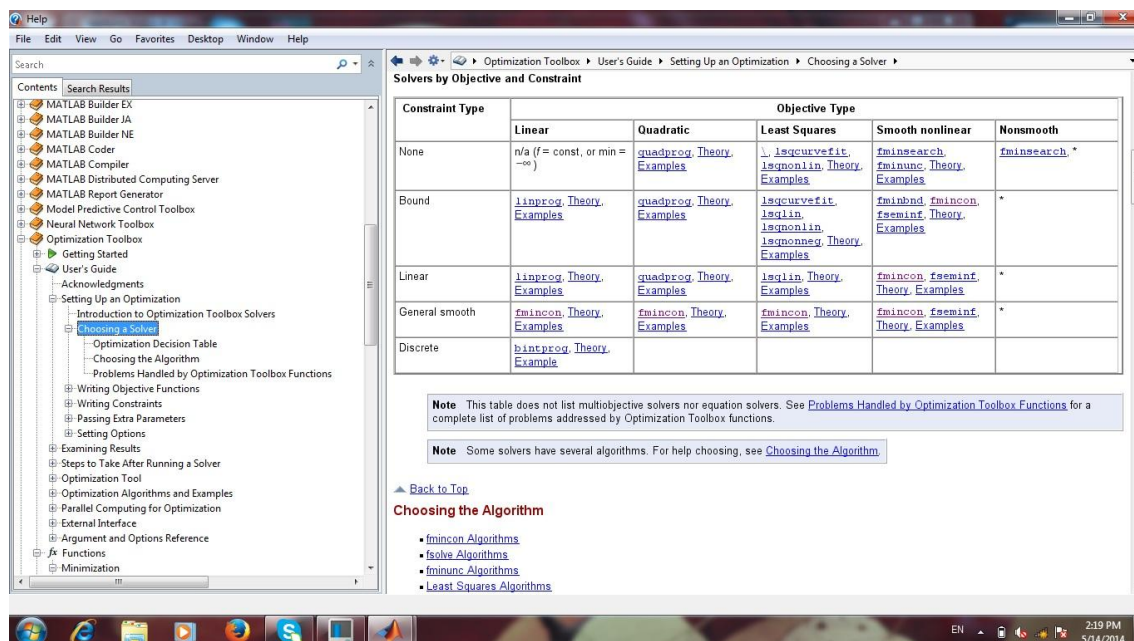 Help
File Edit View Go Favorites Desktop Window Help
Search
Contents Search Results
MATLAB Builder EX
MATLAB Builder JA
MATLAB Builder NE
MATLAB Coder
MATLAB Compiler
MATLAB Distributed Computing Server
MATLAB Report Generator
Model Predictive Control Toolbox
Neural Network Toolbox
Optimization Toolbox
Getting Started
User's Guide
Acknowledgments
Setting Up an Optimization
Introduction to Optimization Toolbox Solvers
Choosing a Solver
Optimization Decision Table
Choosing the Algorithm
Problems Handled by Optimization Toolbox Functions
Writing Objective Functions
Writing Constraints
Passing Extra Parameters
Setting Options
Examining Results
Steps to Take After Running a Solver
Optimization Tool
Optimization Algorithms and Examples
Parallel Computing for Optimization
External Interface
Argument and Options Reference
fx Functions
Minimization
Optimization Toolbox ▸ User's Guide ▸ Setting Up an Optimization ▸ Choosing a Solver ▸
Solvers by Objective and Constraint
Constraint Type Objective Type
Linear Quadratic Least Squares Smooth nonlinear Nonsmooth
None n/a (f = const, or min = quadprog, Theory, \, lsqcurvefit, fminsearch, fminsearch, *
−∞) Examples lsqnonlin, Theory, fminunc, Theory,
Examples Examples
Bound linprog, Theory, quadprog, Theory, lsqcurvefit, fminbnd, fmincon, *
Examples Examples lsqlin, fseminf, Theory,
lsqnonlin, Examples
lsqnonneg, Theory,
Examples
Linear linprog, Theory, quadprog, Theory, lsqlin, Theory, fmincon, fseminf, *
Examples Examples Examples Theory, Examples
General smooth fmincon, Theory, fmincon, Theory, fmincon, Theory, fmincon, fseminf, *
Examples Examples Examples Theory, Examples
Discrete bintprog, Theory,
Example
Note This table does not list multiobjective solvers nor equation solvers. See Problems Handled by Optimization Toolbox Functions for a
complete list of problems addressed by Optimization Toolbox functions.
Note Some solvers have several algorithms. For help choosing, see Choosing the Algorithm.
Back to Top
Choosing the Algorithm
fmincon Algorithms
fsolve Algorithms
fminunc Algorithms
Least Squares Algorithms
EN 2:19 PM
5/14/2014